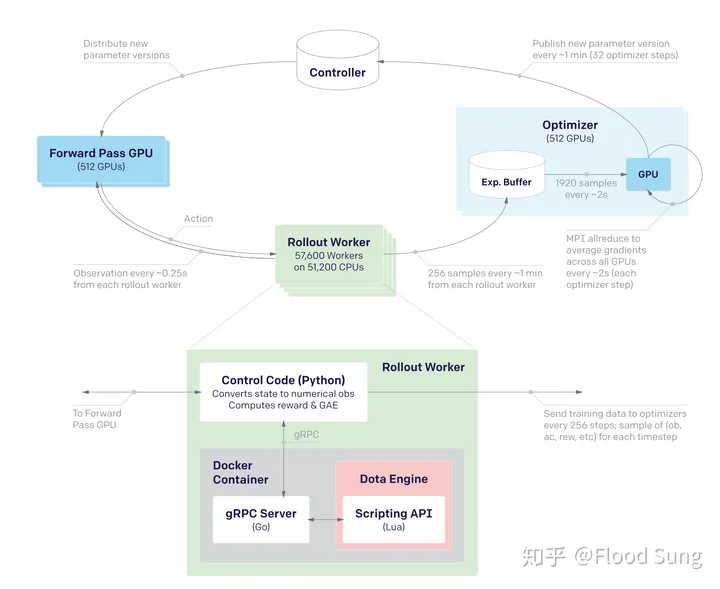 Distribute new
parameter versions
Controller
Publish new parameter version
every ~1 min (32 optimizer steps)
Forward Pass GPU
(512 GPUs)
Optimizer
(512 GPUs)
Exp. Buffer
1920 samples
every ~2s
GPU
Action
Observation every ~0.25s
from each rollout worker
Rollout Worker
57,600 Workers
on 51,200 CPUs
256 samples every ~1 min
from each rollout worker
MPI allreduce to
average gradients
across all GPUs
every ~2s (each
optimizer step)
Rollout Worker
Control Code (Python)
Converts state to numerical obs
Computes reward & GAE
To Forward
Pass GPU
Send training data to optimizers
every 256 steps; sample of (ob,
ac, rew, etc) for each timestep
gRPC
Docker
Container
Dota Engine
gRPC Server
(Go)
Scripting API
(Lua)
知乎 @Flood Sung